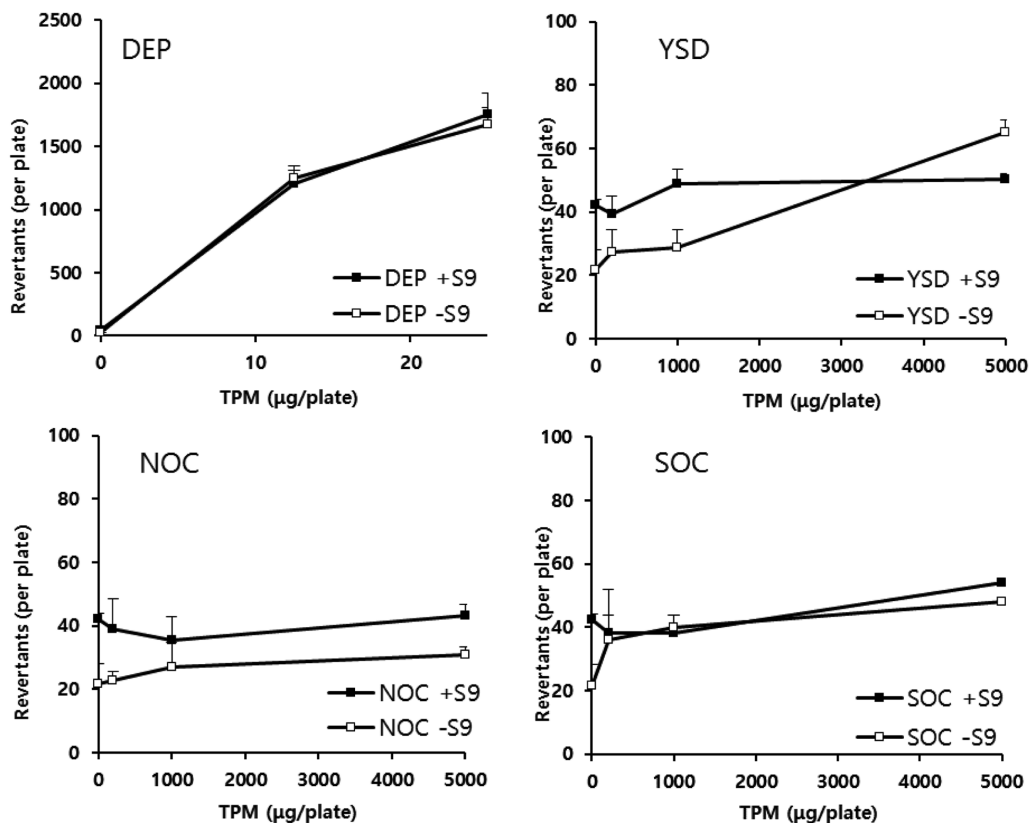 DEP
Revertants (per plate)
2500
2000
1500
1000
500
0
0 10 20
TPM (µg/plate)
DEP +S9
DEP -S9
YSD
Revertants (per plate)
100
80
60
40
20
0
0 1000 2000 3000 4000 5000
TPM (µg/plate)
YSD +S9
YSD -S9
NOC
Revertants (per plate)
100
80
60
40
20
0
0 1000 2000 3000 4000 5000
TPM (µg/plate)
NOC +S9
NOC -S9
SOC
Revertants (per plate)
100
80
60
40
20
0
0 1000 2000 3000 4000 5000
TPM (µg/plate)
SOC +S9
SOC -S9